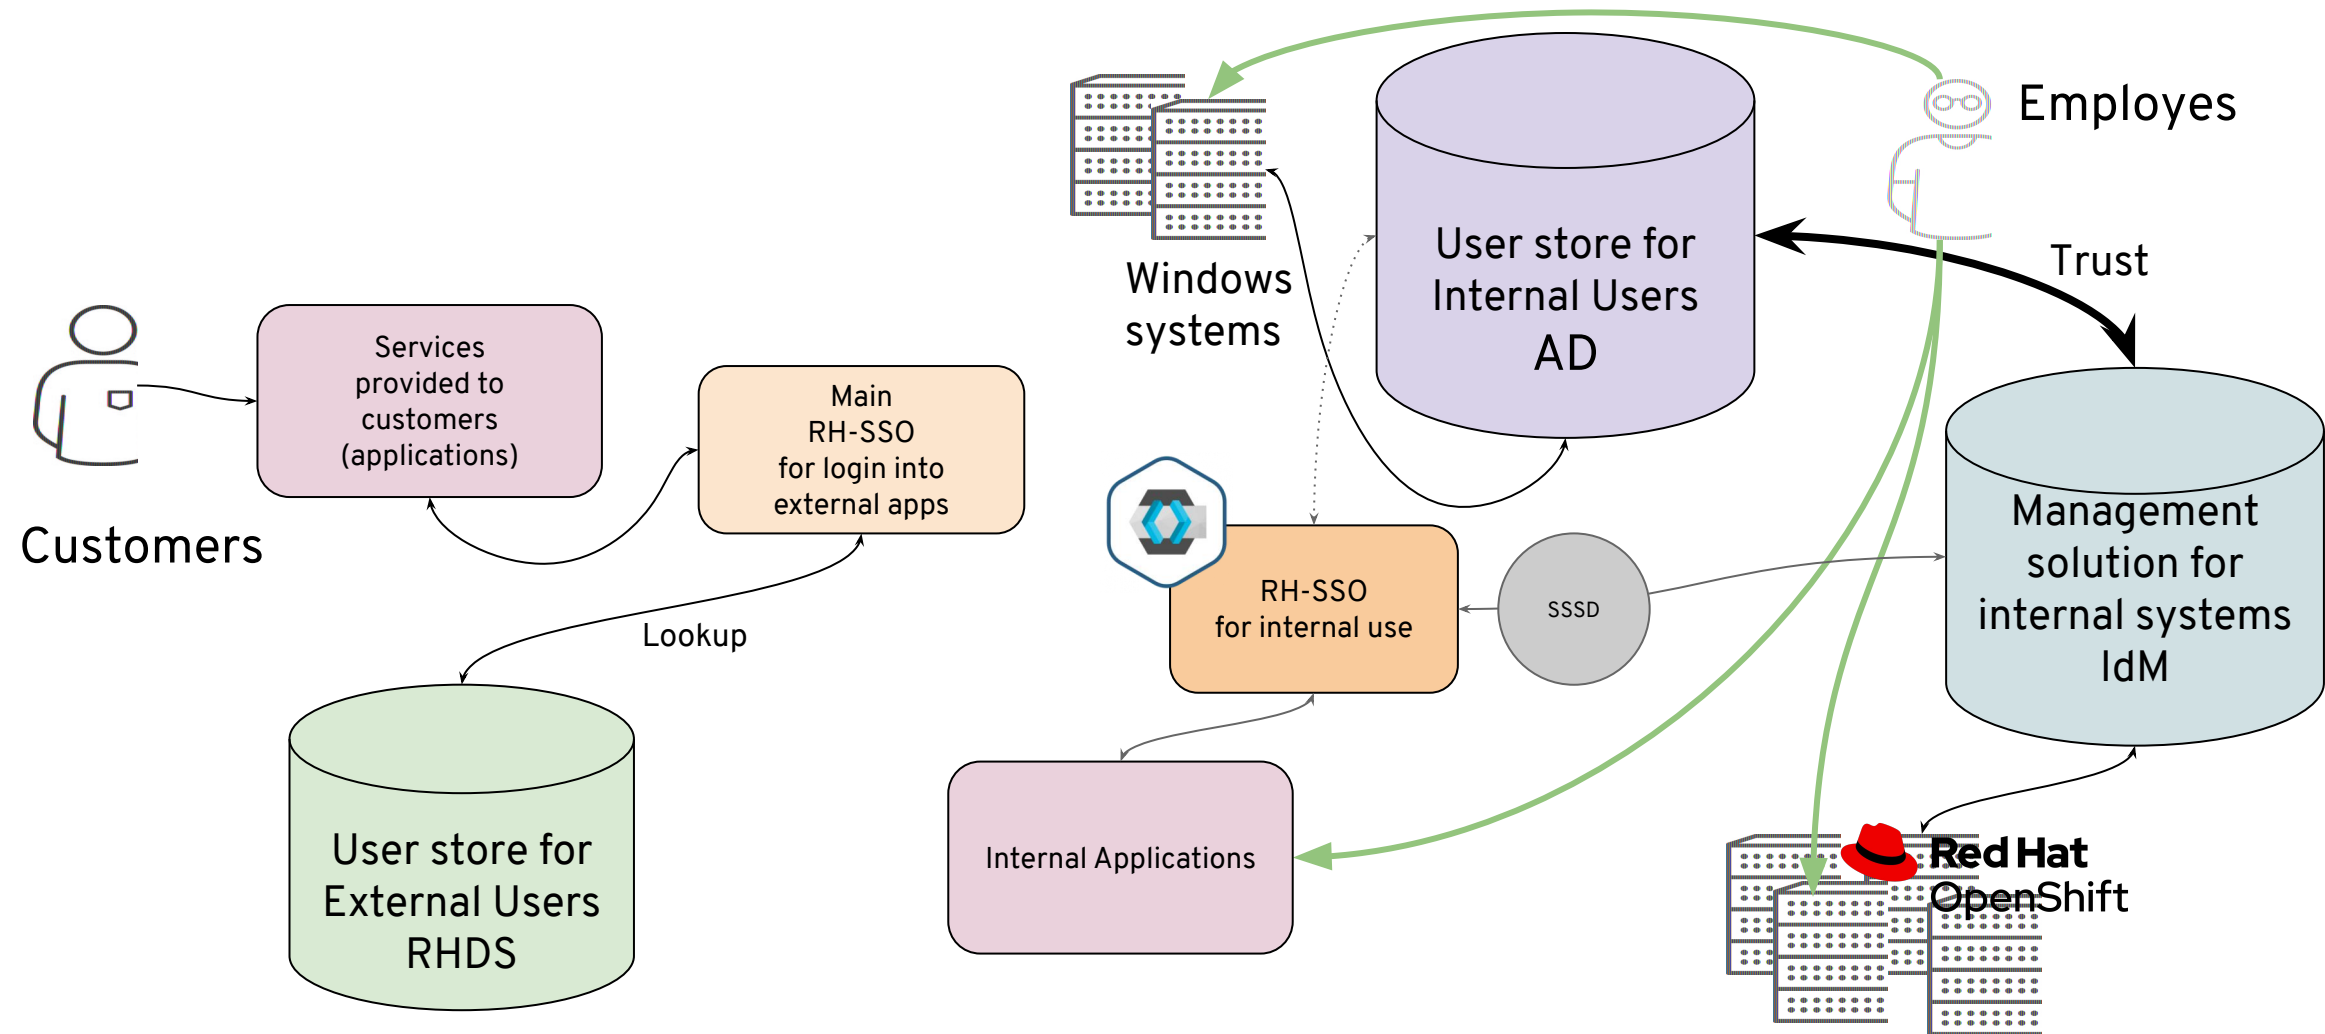 Employes
Trust
Windows
systems
User store for
Internal Users
AD
Services
provided to
customers
(applications)
Customers
Main
RH-SSO
for login into
external apps
Lookup
User store for
External Users
RHDS
RH-SSO
for internal use
SSSD
Management
solution for
internal systems
IdM
Internal Applications
Red Hat
OpenShift